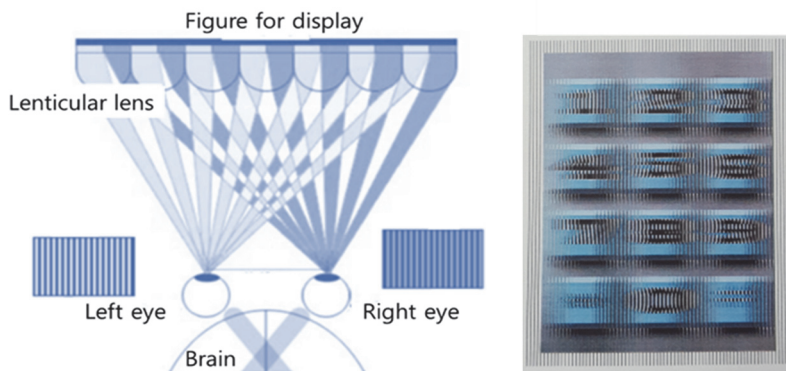 Figure for display
Lenticular lens
Left eye
Right eye
Brain